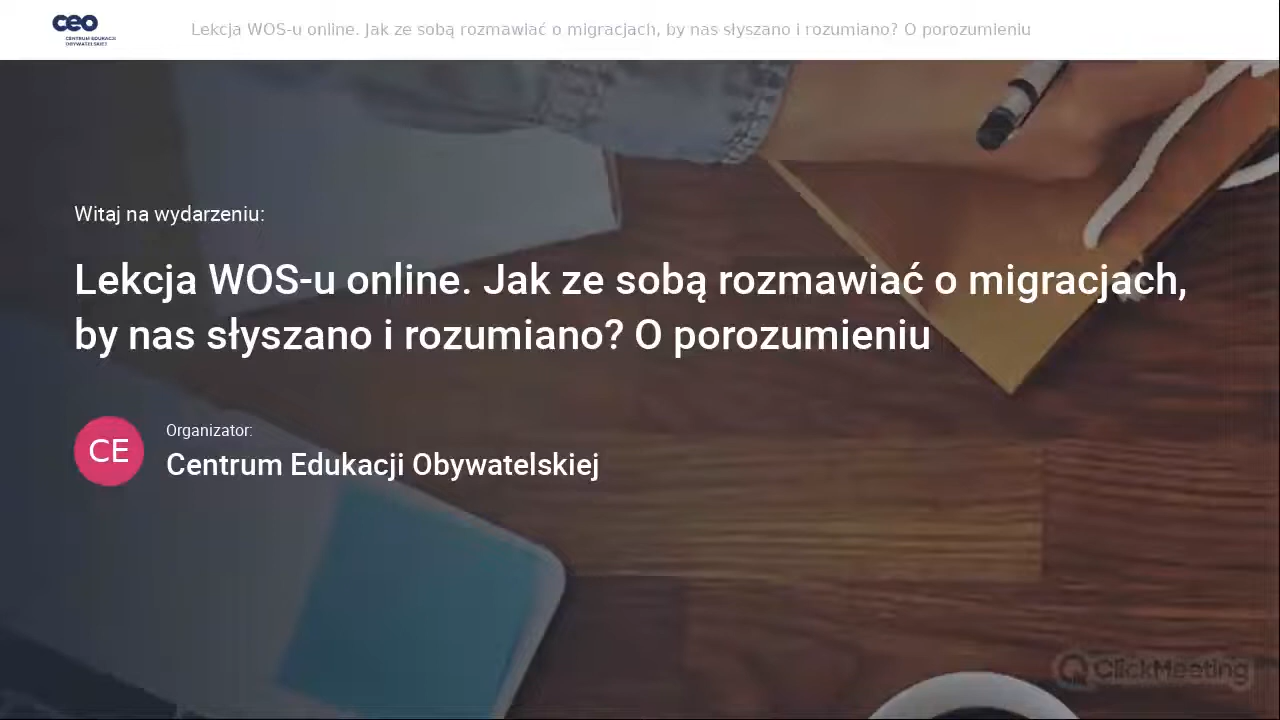 ceo
CENTRUM EDUKACJI
OBYWATELSKIEJ
Lekcja WOS-u online. Jak ze sobą rozmawiać o migracjach, by nas słyszano i rozumiano? O porozumieniu
Witaj na wydarzeniu:
Lekcja WOS-u online. Jak ze sobą rozmawiać o migracjach,
by nas słyszano i rozumiano? O porozumieniu
CE
Organizator:
Centrum Edukacji Obywatelskiej
ClickMeeting